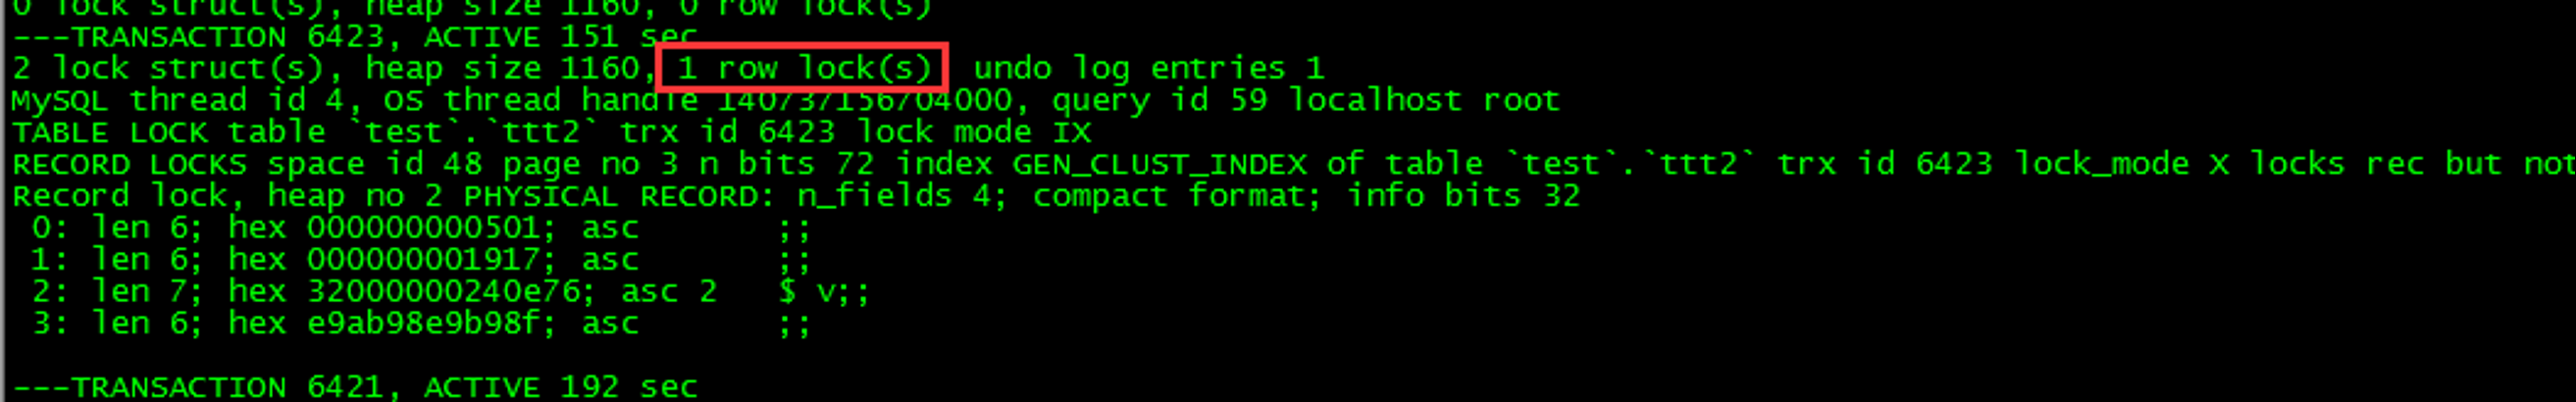 0 lock struct(s), heap size 1160, 0 row lock(s)
---TRANSACTION 6423, ACTIVE 151 sec
2 lock struct(s), heap size 1160, 1 row lock(s) undo log entries 1
MySQL thread id 4, OS thread handle 140737156704000, query id 59 localhost root
TABLE LOCK table `test`.`ttt2` trx id 6423 lock mode IX
RECORD LOCKS space id 48 page no 3 n bits 72 index GEN_CLUST_INDEX of table `test`.`ttt2` trx id 6423 lock_mode X locks rec but not
Record lock, heap no 2 PHYSICAL RECORD: n_fields 4; compact format; info bits 32
0: len 6; hex 000000000501; asc ;;
1: len 6; hex 000000001917; asc ;;
2: len 7; hex 32000000240e76; asc 2 $ v;;
3: len 6; hex e9ab98e9b98f; asc ;;
---TRANSACTION 6421, ACTIVE 192 sec